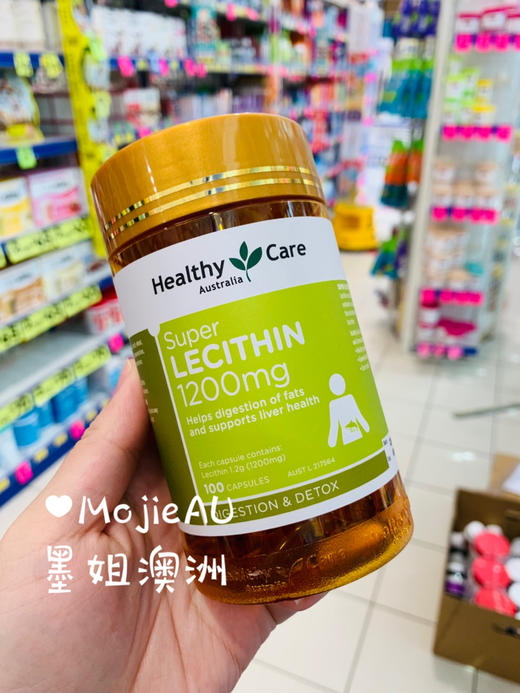 Healthy Care
Australia
Super
LECITHIN
1200mg
Helps digestion of fats
and supports liver health
Each capsule contains:
Lecithin 1.2g (1200mg)
100 CAPSULES AUST L 217564
DIGESTION & DETOX
MojieAU
墨姐澳洲